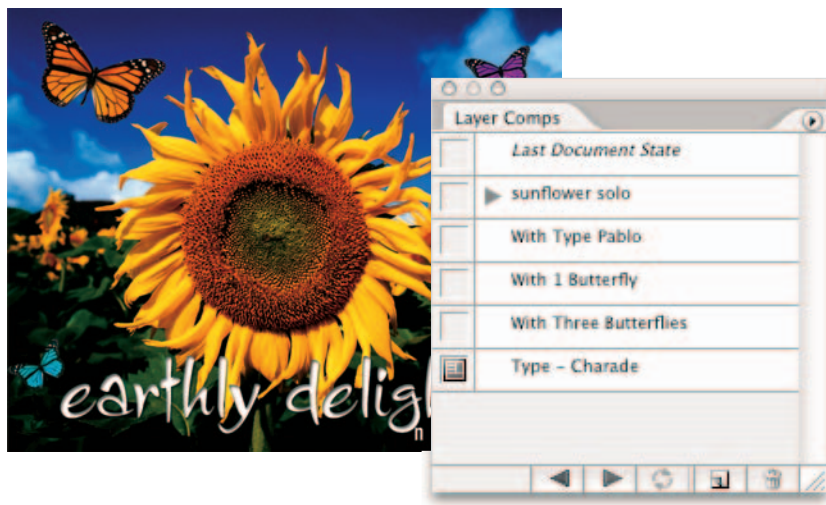 Layer Comps
Last Document State
sunflower solo
With Type Pablo
With 1 Butterfly
With Three Butterflies
Type – Charade
earthly deligh
n